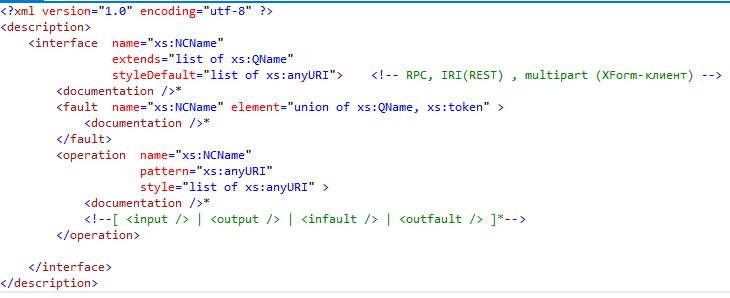 <?xml version="1.0" encoding="utf-8" ?>
<description>
    <interface  name="xs:NCName"
                extends="list of xs:QName"
                styleDefault="list of xs:anyURI">    <!-- RPC, IRI(REST) , multipart (XForm-клиент) -->
        <documentation />*
        <fault  name="xs:NCName" element="union of xs:QName, xs:token" >
            <documentation />*
        </fault>
        <operation  name="xs:NCName"
                    pattern="xs:anyURI"
                    style="list of xs:anyURI" >
            <documentation />*
            <!--[ <input /> | <output /> | <infault /> | <outfault /> ]*-->
        </operation>

    </interface>
</description>